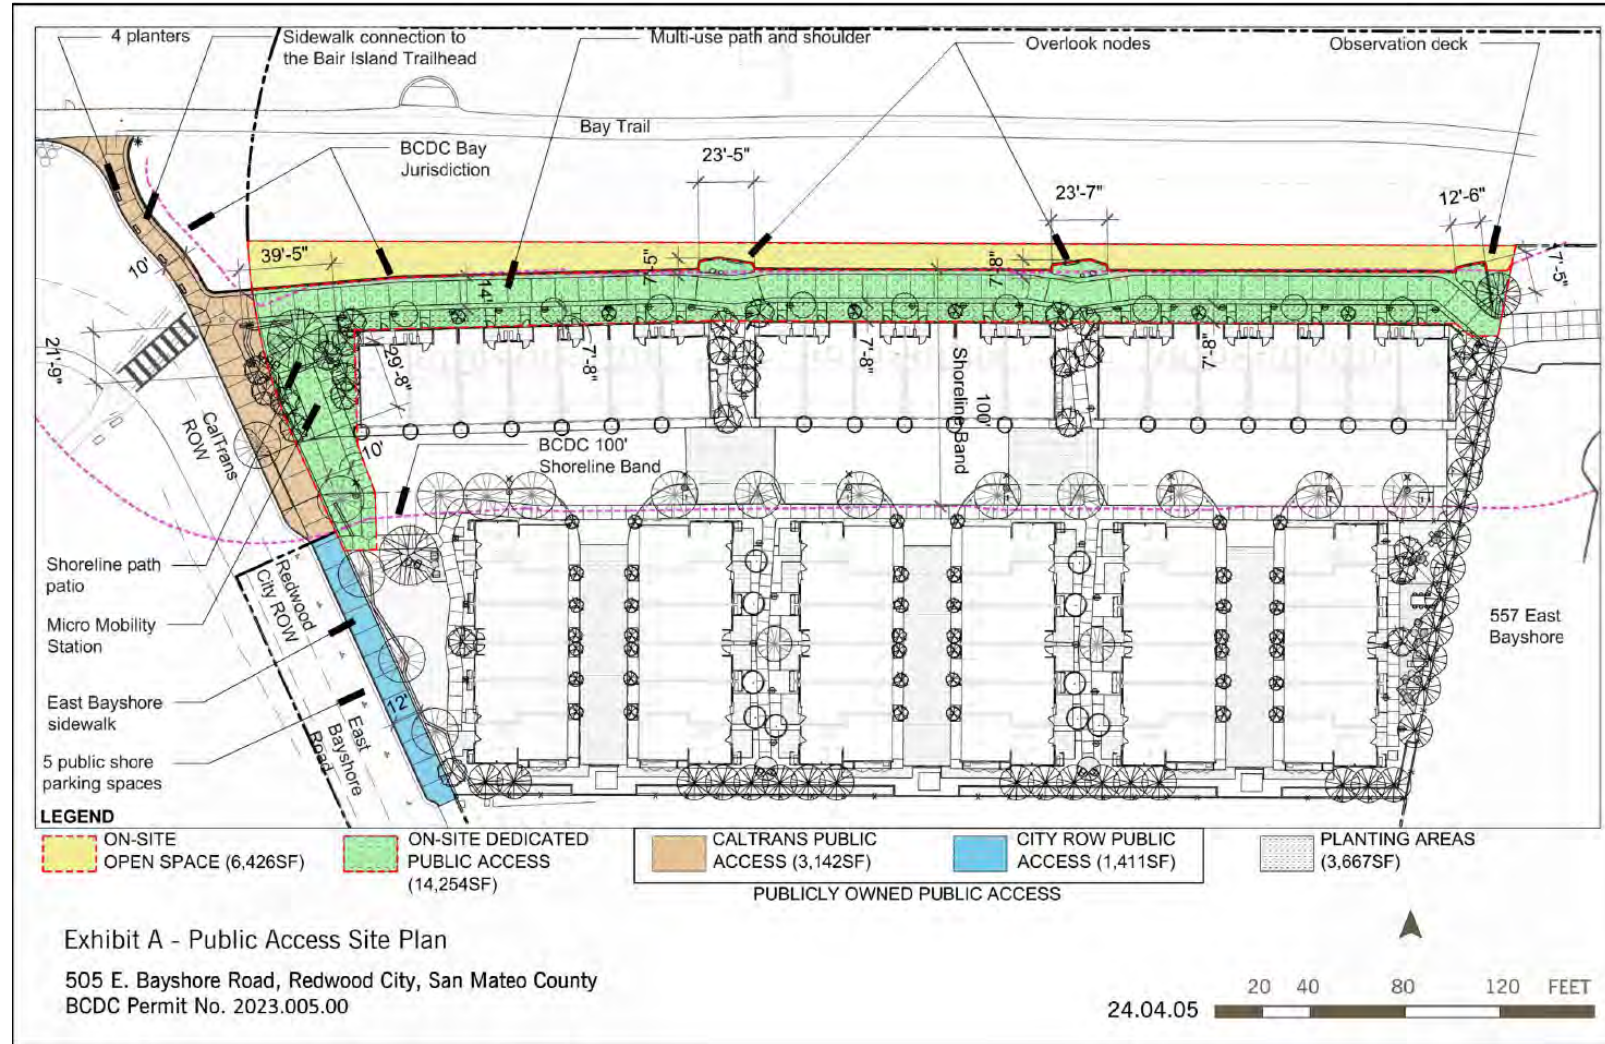 4 planters
Sidewalk connection to
the Bair Island Trailhead
Multi-use path and shoulder
Overlook nodes
Observation deck
Bay Trail
BCDC Bay
Jurisdiction
23'-5"
23'-7"
12'-6"
10'
39'-5"
14'
7'-5"
7'-8"
7'-5"
21'-9"
29'-8"
7'-8"
7'-8"
Shoreline Band
100'
CalTrans
ROW
10'
BCDC 100'
Shoreline Band
Shoreline path
patio
Redwood
City ROW
Micro Mobility
Station
557 East
Bayshore
East Bayshore
sidewalk
12'
East
Bayshore
Road
5 public shore
parking spaces
LEGEND
ON-SITE
OPEN SPACE (6,426SF)
ON-SITE DEDICATED
PUBLIC ACCESS
(14,254SF)
CALTRANS PUBLIC
ACCESS (3,142SF)
CITY ROW PUBLIC
ACCESS (1,411SF)
PLANTING AREAS
(3,667SF)
PUBLICLY OWNED PUBLIC ACCESS
Exhibit A - Public Access Site Plan
505 E. Bayshore Road, Redwood City, San Mateo County
BCDC Permit No. 2023.005.00
24.04.05
20 40 80 120 FEET